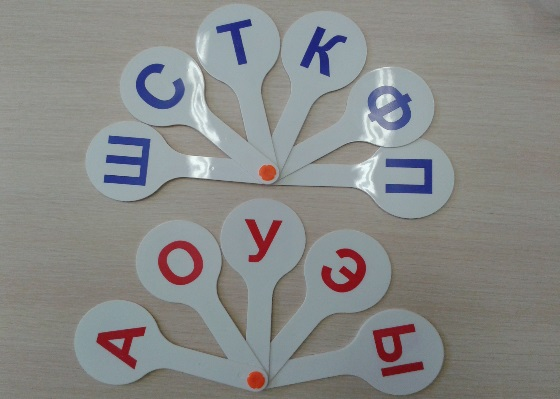 Ш С Т К Ф П
А О У Э Ы